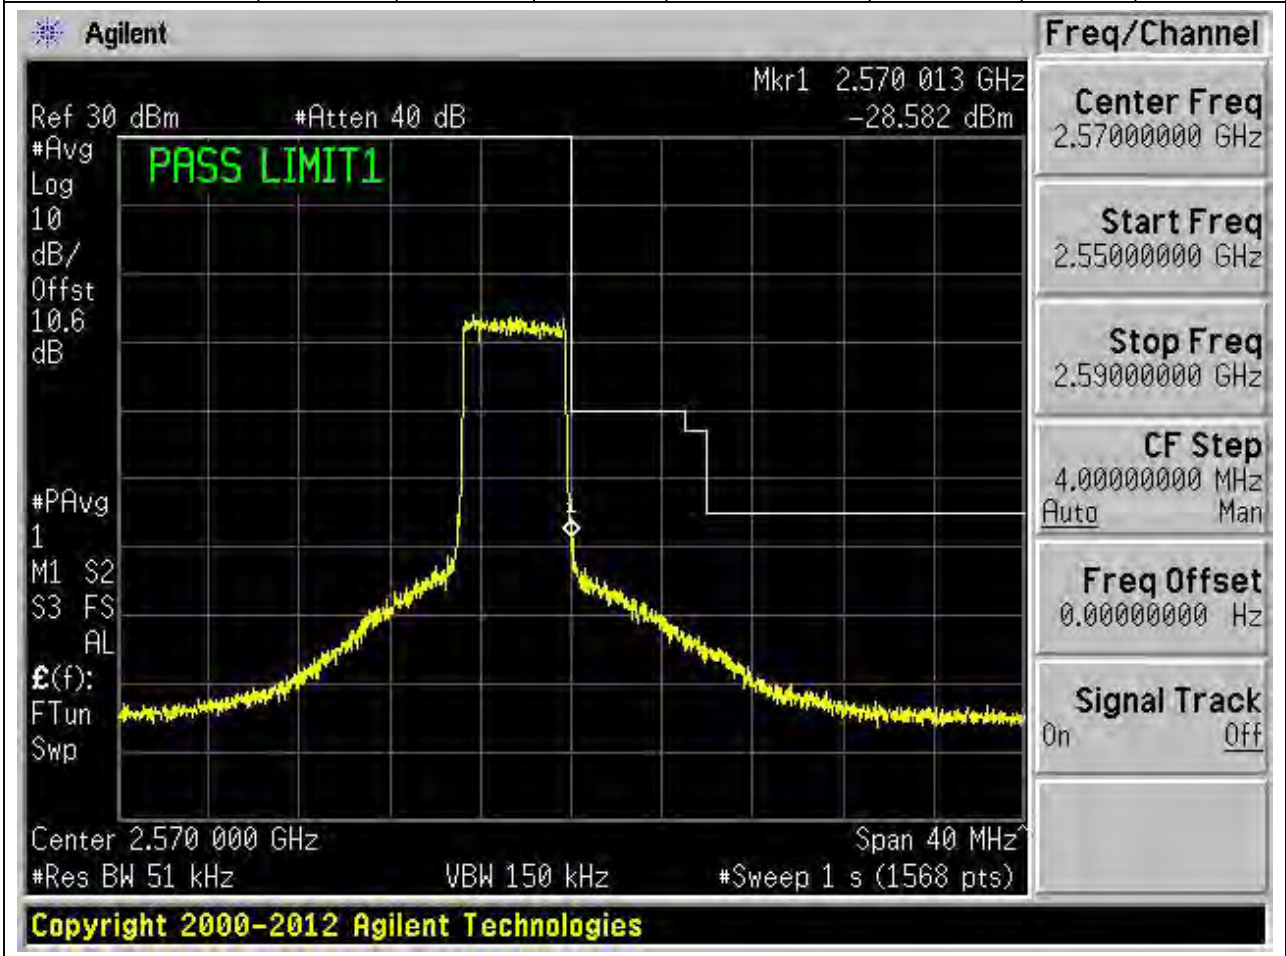 Agilent
Freq/Channel
Mkr1 2.570 013 GHz
Ref 30 dBm #Atten 40 dB -28.582 dBm
#Avg
Log
10
dB/
Offst
10.6
dB
PASS LIMIT1
#PAvg
1
M1 S2
S3 FS
AL
£(f):
FTun
Swp
1
Center 2.570 000 GHz Span 40 MHz^
#Res BW 51 kHz VBW 150 kHz #Sweep 1 s (1568 pts)
Copyright 2000-2012 Agilent Technologies
Center Freq
2.57000000 GHz
Start Freq
2.55000000 GHz
Stop Freq
2.59000000 GHz
CF Step
4.00000000 MHz
Auto Man
Freq Offset
0.00000000 Hz
Signal Track
On Off